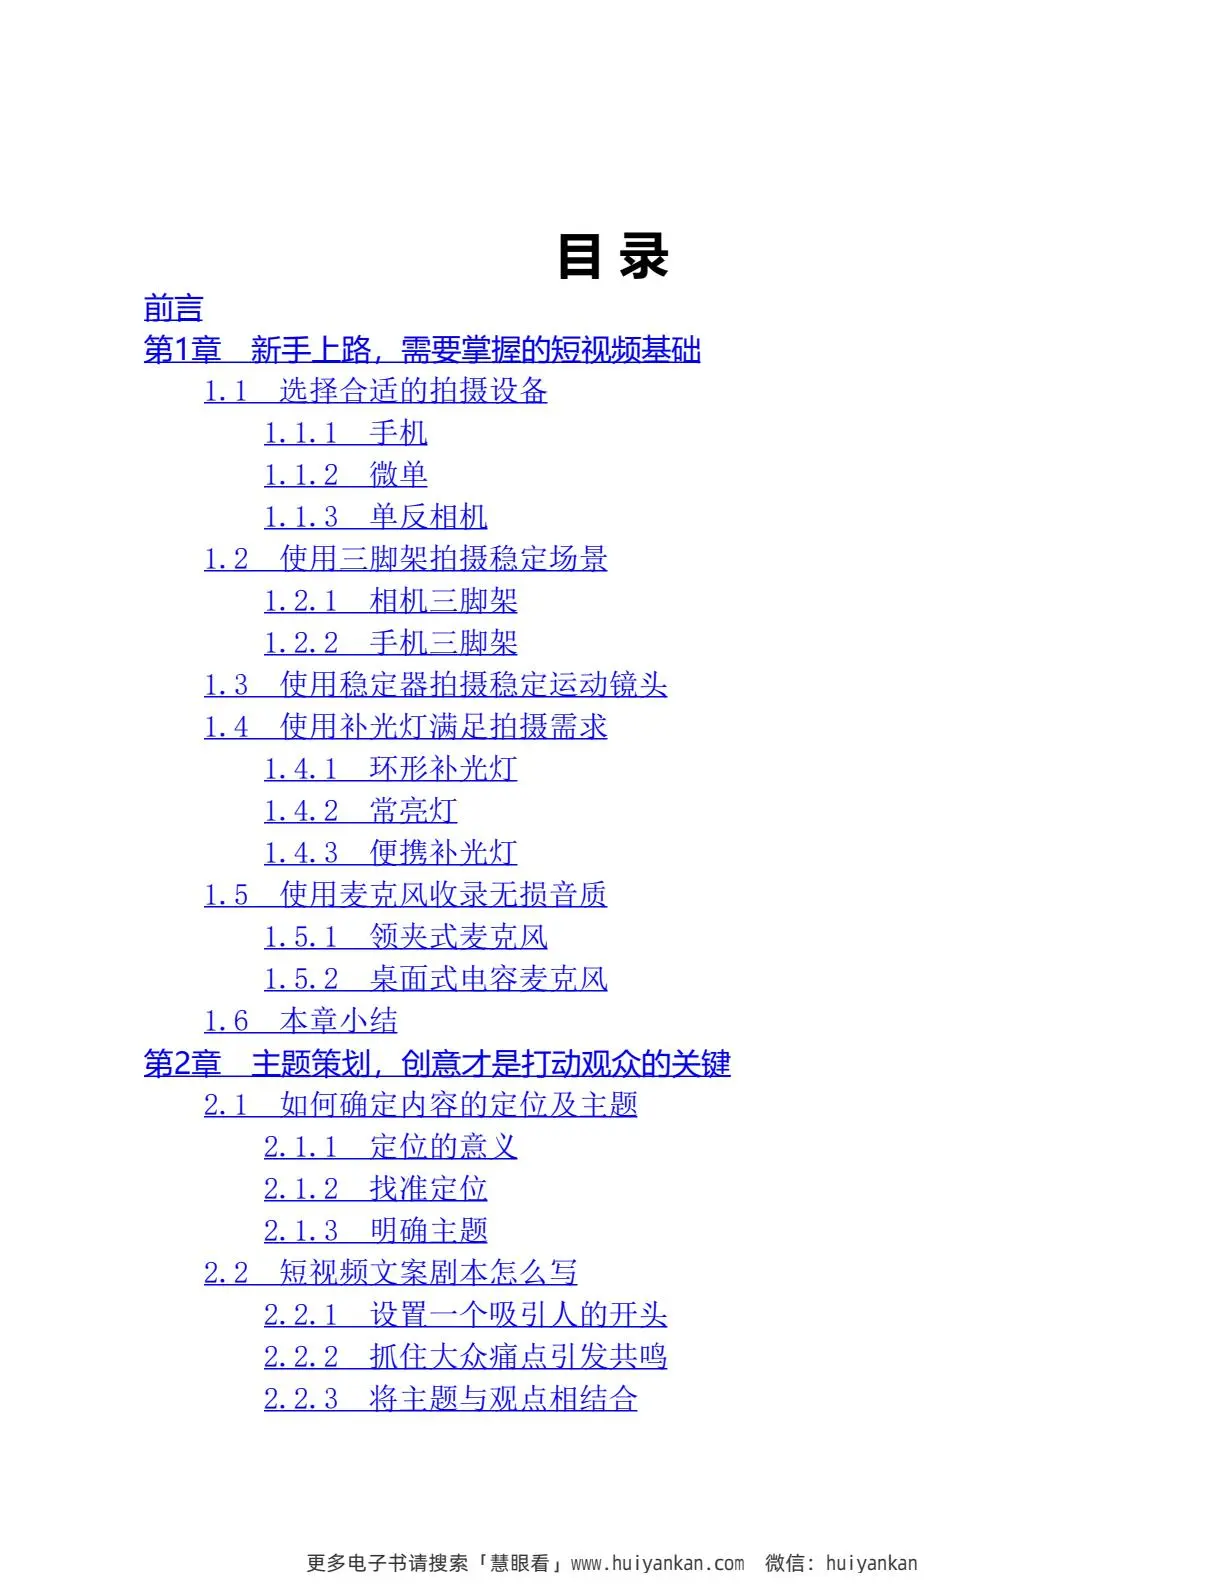 目 录
前言
第1章　新手上路，需要掌握的短视频基础
1.1　选择合适的拍摄设备
1.1.1　手机
1.1.2　微单
1.1.3　单反相机
1.2　使用三脚架拍摄稳定场景
1.2.1　相机三脚架
1.2.2　手机三脚架
1.3　使用稳定器拍摄稳定运动镜头
1.4　使用补光灯满足拍摄需求
1.4.1　环形补光灯
1.4.2　常亮灯
1.4.3　便携补光灯
1.5　使用麦克风收录无损音质
1.5.1　领夹式麦克风
1.5.2　桌面式电容麦克风
1.6　本章小结
第2章　主题策划，创意才是打动观众的关键
2.1　如何确定内容的定位及主题
2.1.1　定位的意义
2.1.2　找准定位
2.1.3　明确主题
2.2　短视频文案剧本怎么写
2.2.1　设置一个吸引人的开头
2.2.2　抓住大众痛点引发共鸣
2.2.3　将主题与观点相结合
更多电子书请搜索「慧眼看」www.huiyankan.com　微信：huiyankan